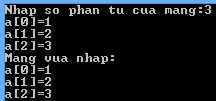 Nhap so phan tu cua mang:3
a[0]=1
a[1]=2
a[2]=3
Mang vua nhap:
a[0]=1
a[1]=2
a[2]=3